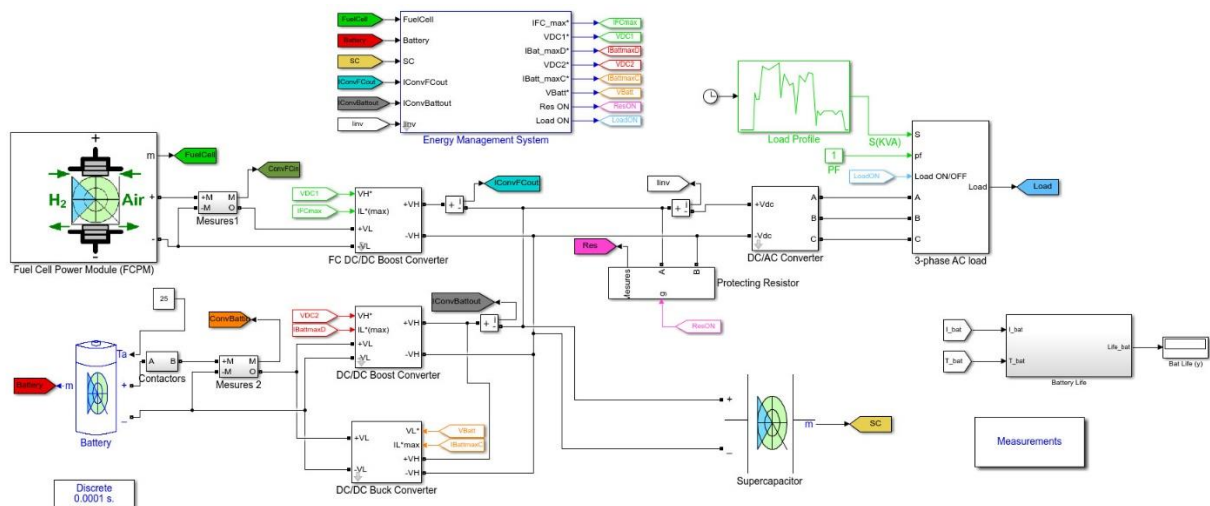 FuelCell
Battery
SC
IConvFCout
IConvBattout
Iinv
FuelCell
Battery
SC
IConvFCout
IConvBattout
Iinv
IFC_max*
VDC1*
IBat_maxD*
VDC2*
IBatt_maxC*
VBatt*
Res ON
Load ON
IFCmax
VDC1
IBattmaxD
VDC2
IBattmaxC
VBatt
ResON
LoadON
Energy Management System
Load Profile
S(KVA)
1
PF
LoadON
S
pf
Load ON/OFF
A
B
C
Load
3-phase AC load
Load
+
m
+
-
-
H2
Air
Fuel Cell Power Module (FCPM)
FuelCell
ConvFCin
+M
-M
M
O
Mesures1
VDC1
IFCmax
VH*
IL*(max)
+VL
-VL
+VH
-VH
FC DC/DC Boost Converter
IConvFCout
+
i
-
Iinv
+
i
-
+Vdc
-Vdc
A
B
C
DC/AC Converter
Res
Mesures
A
B
g
Protecting Resistor
ResON
25
Battery
m
Ta
+
_
Battery
A
B
Contactors
ConvBattin
+M
-M
M
O
Mesures 2
VDC2
IBattmaxD
VH*
IL*(max)
+VL
-VL
+VH
-VH
DC/DC Boost Converter
IConvBattout
+
i
-
+VL
-VL
VL*
IL*max
+VH
-VH
VBatt
IBattmaxC
DC/DC Buck Converter
+
_
m
SC
Supercapacitor
I_bat
T_bat
I_bat
T_bat
Life_bat
Battery Life
Bat Life (y)
Measurements
Discrete
0.0001 s.